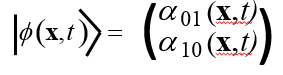 |ϕ(x,t)⟩ = (α₀₁(x,t)
α₁₀(x,t))